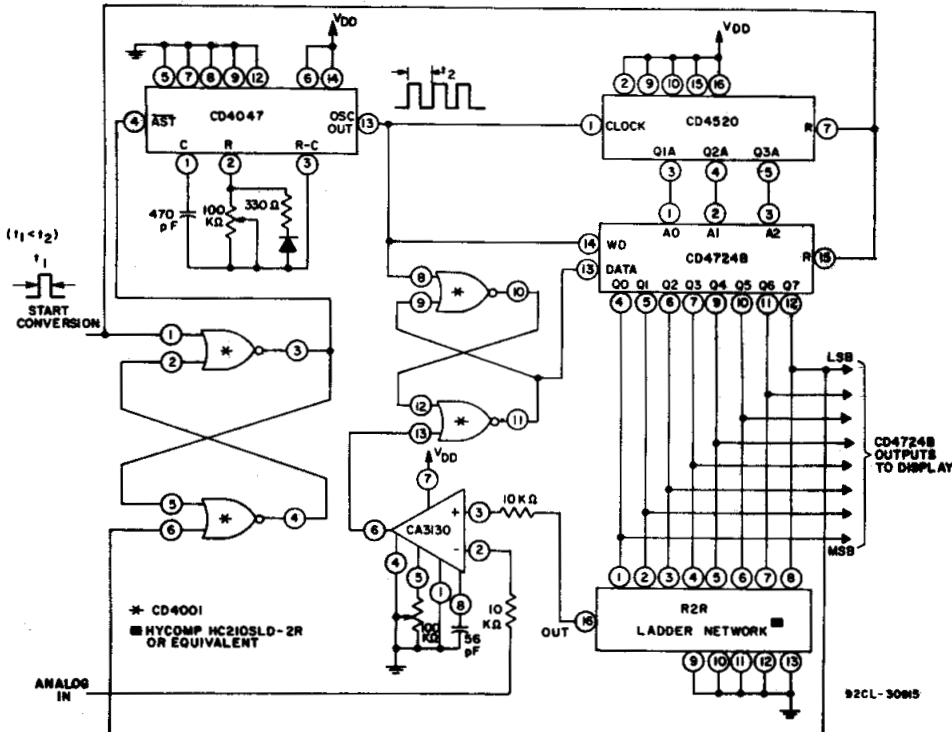 VDD
VDD
5 7 8 9 12
6 14
t2
2 9 10 15 16
4 AST CD4047 OSC OUT 13
1 CLOCK CD4520 R 7
C R R-C
Q1A Q2A Q3A
1 2 3
3 4 5
470 pF
100 KΩ
330 Ω
1 2 3
A0 A1 A2
(t1 < t2)
t1
14 WD CD4724B R 15
13 DATA
Q0 Q1 Q2 Q3 Q4 Q5 Q6 Q7
4 5 6 7 9 10 11 12
START CONVERSION
8 * 10
9
1 * 3
2
LSB
12 * 11
13
CD4724B
OUTPUTS
TO DISPLAY
VDD
7
5 * 4
6
MSB
6 CA3130 + 3 10KΩ
- 2
4 5 1 8
1 2 3 4 5 6 7 8
* CD4001
100 KΩ
56 pF
10 KΩ
OUT 16
R2R
LADDER NETWORK
HYCOMP HC210SLD-2R
OR EQUIVALENT
9 10 11 12 13
ANALOG IN
92CL-30915